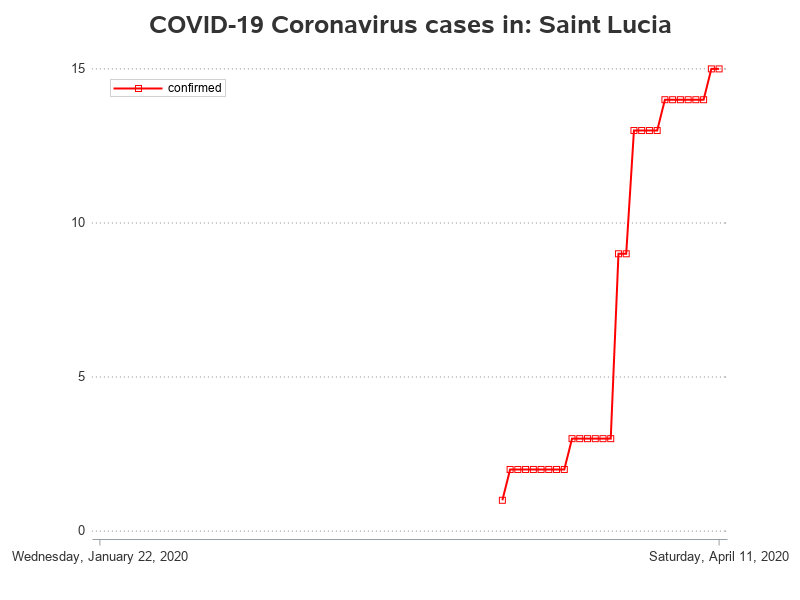 COVID-19 Coronavirus cases in: Saint Lucia
15
confirmed
10
5
0
Wednesday, January 22, 2020
Saturday, April 11, 2020